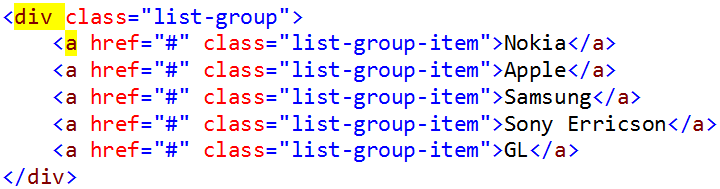 <div class="list-group">
    <a href="#" class="list-group-item">Nokia</a>
    <a href="#" class="list-group-item">Apple</a>
    <a href="#" class="list-group-item">Samsung</a>
    <a href="#" class="list-group-item">Sony Erricson</a>
    <a href="#" class="list-group-item">GL</a>
</div>